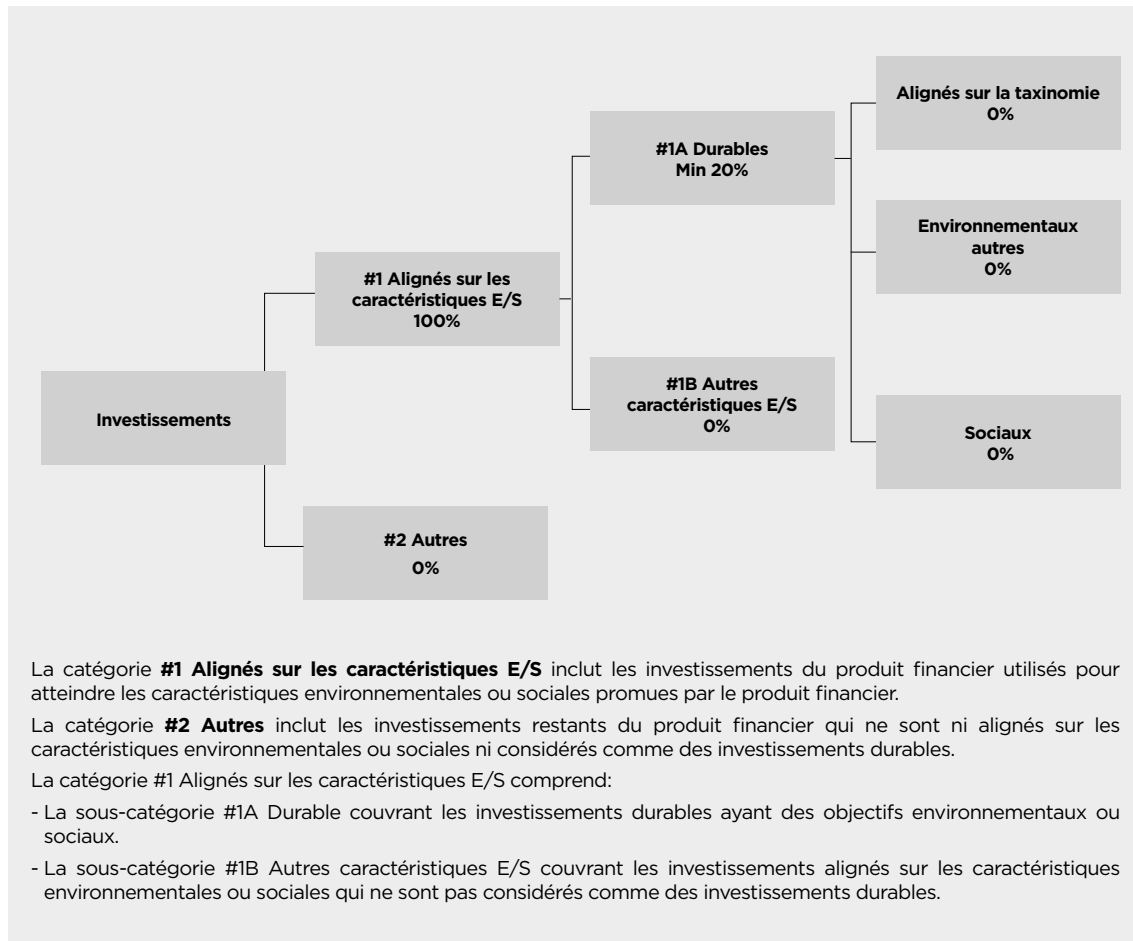 Alignés sur la taxinomie
0%
#1A Durables
Min 20%
Environnementaux
autres
0%
#1 Alignés sur les
caractéristiques E/S
100%
#1B Autres
caractéristiques E/S
0%
Investissements
Sociaux
0%
#2 Autres
0%
La catégorie #1 Alignés sur les caractéristiques E/S inclut les investissements du produit financier utilisés pour
atteindre les caractéristiques environnementales ou sociales promues par le produit financier.
La catégorie #2 Autres inclut les investissements restants du produit financier qui ne sont ni alignés sur les
caractéristiques environnementales ou sociales ni considérés comme des investissements durables.
La catégorie #1 Alignés sur les caractéristiques E/S comprend:
- La sous-catégorie #1A Durable couvrant les investissements durables ayant des objectifs environnementaux ou
sociaux.
- La sous-catégorie #1B Autres caractéristiques E/S couvrant les investissements alignés sur les caractéristiques
environnementales ou sociales qui ne sont pas considérés comme des investissements durables.